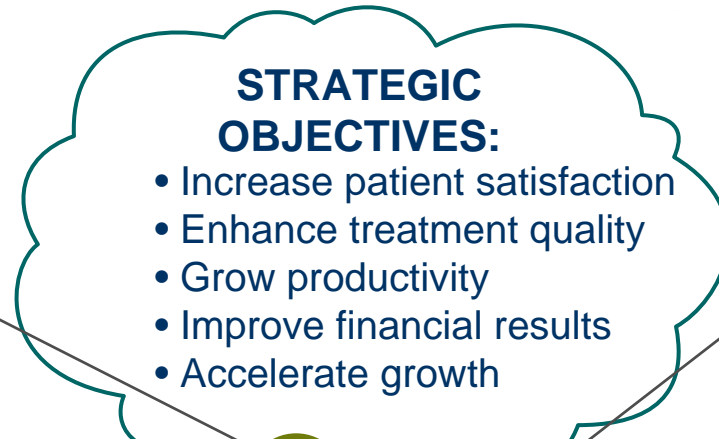 STRATEGIC
OBJECTIVES:
• Increase patient satisfaction
• Enhance treatment quality
• Grow productivity
• Improve financial results
• Accelerate growth